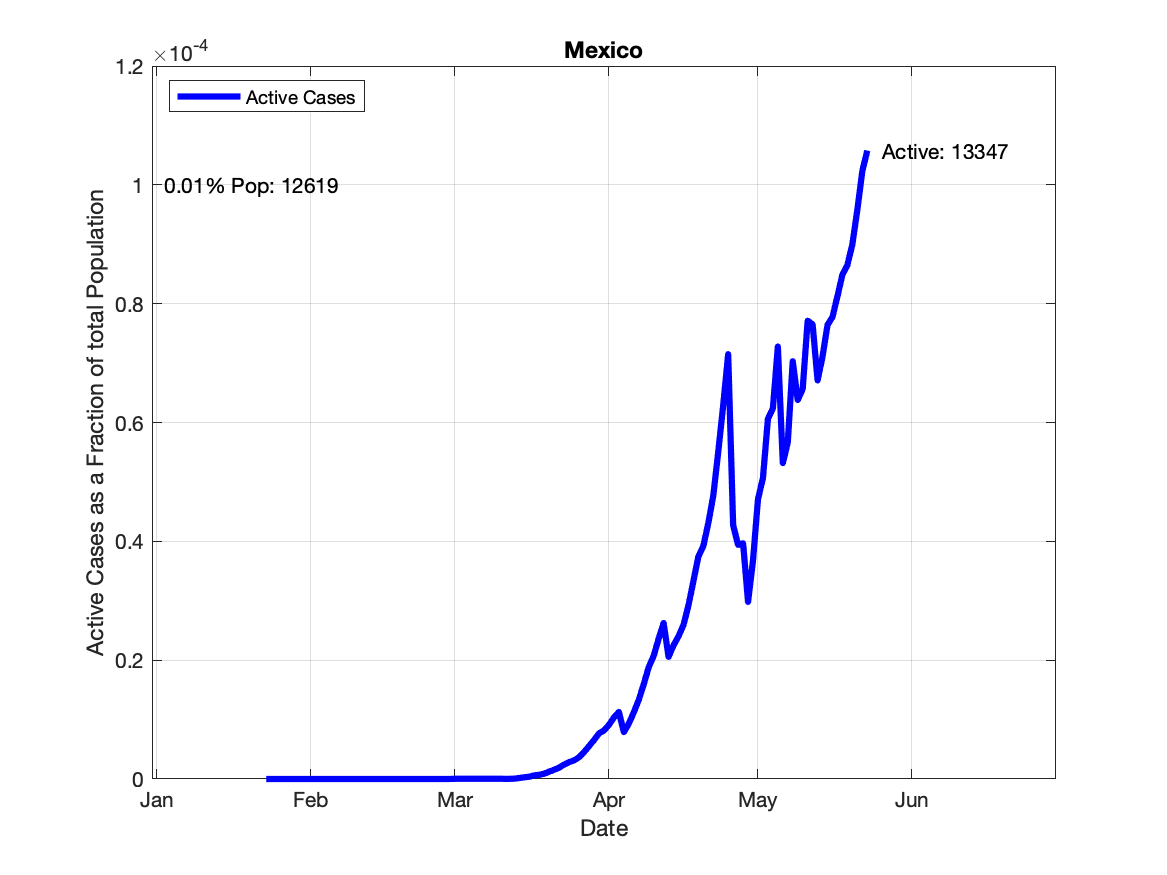 Mexico
×10-4
1.2
1
0.8
0.6
0.4
0.2
0
Active Cases
Active: 13347
0.01% Pop: 12619
Active Cases as a Fraction of total Population
Jan Feb Mar Apr May Jun
Date